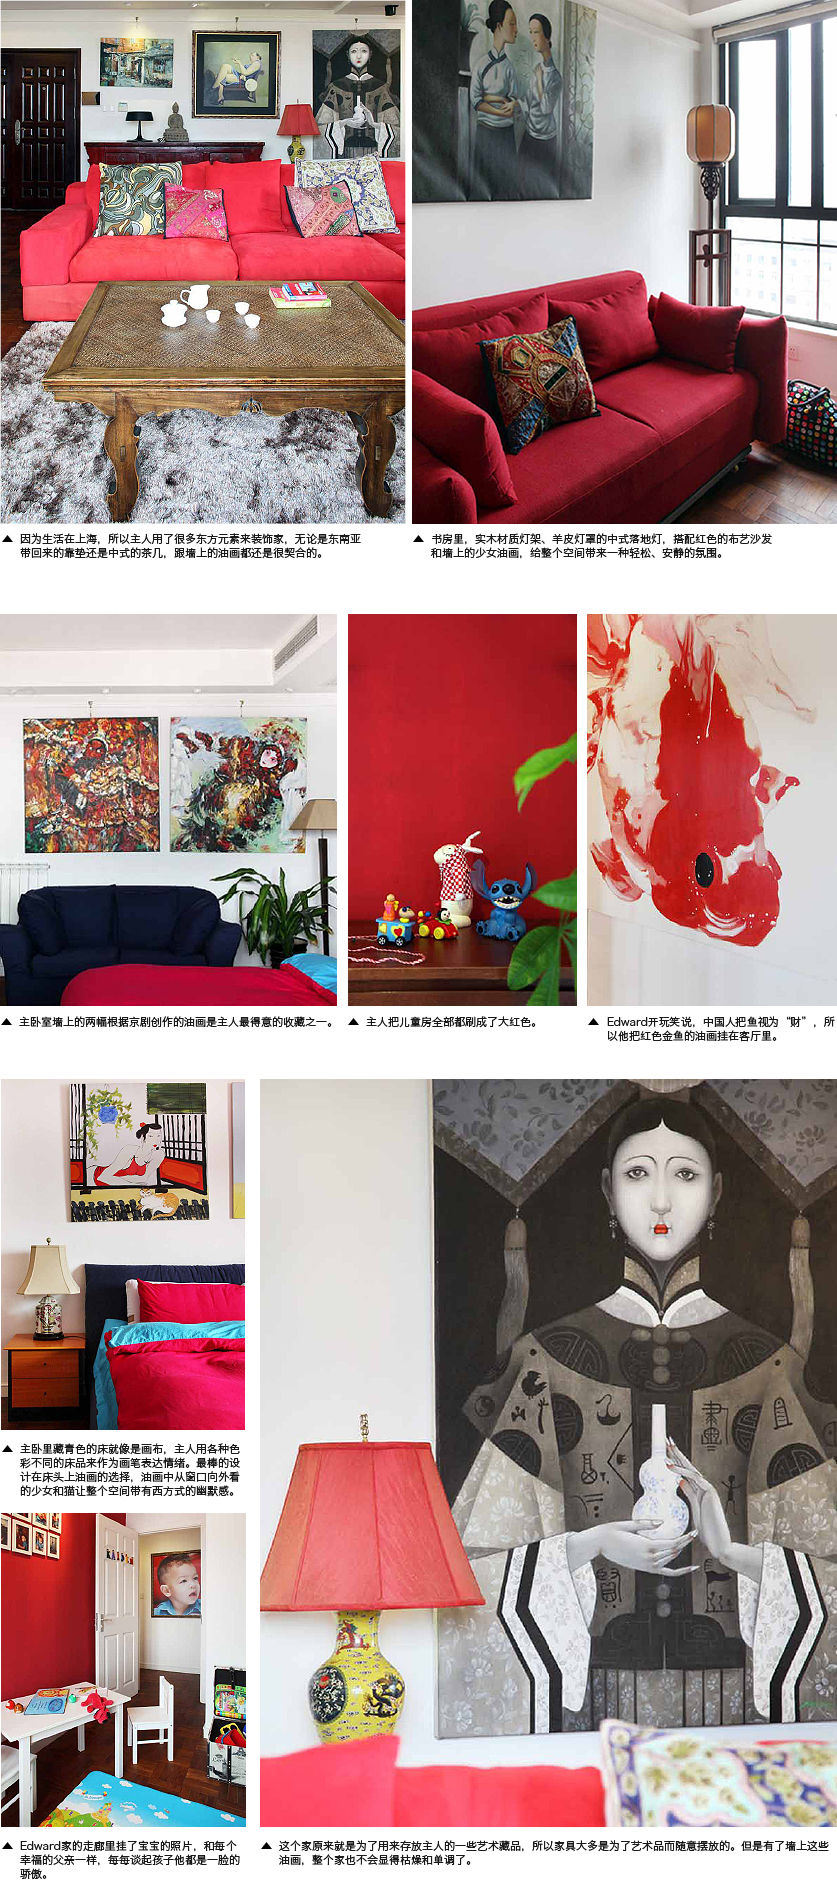 ▲ 因为生活在上海，所以主人用了很多东方元素来装饰家，无论是东南亚
带回来的靠垫还是中式的茶几，跟墙上的油画都还是很契合的。
▲ 书房里，实木材质灯架、羊皮灯罩的中式落地灯，搭配红色的布艺沙发
和墙上的少女油画，给整个空间带来一种轻松、安静的氛围。
▲ 主卧室墙上的两幅根据京剧创作的油画是主人最得意的收藏之一。
▲ 主人把儿童房全部都刷成了大红色。
▲ Edward开玩笑说，中国人把鱼视为“财”，所
以他把红色金鱼的油画挂在客厅里。
▲ 主卧里藏青色的床就像是画布，主人用各种色
彩不同的床品来作为画笔表达情绪。最棒的设
计在床头上油画的选择，油画中从窗口向外看
的少女和猫让整个空间带有西方式的幽默感。
▲ Edward家的走廊里挂了宝宝的照片，和每个
幸福的父亲一样，每每谈起孩子他都是一脸的
骄傲。
▲ 这个家原来就是为了用来存放主人的一些艺术藏品，所以家具大多是为了艺术品而随意摆放的。但是有了墙上这些
油画，整个家也不会显得枯燥和单调了。